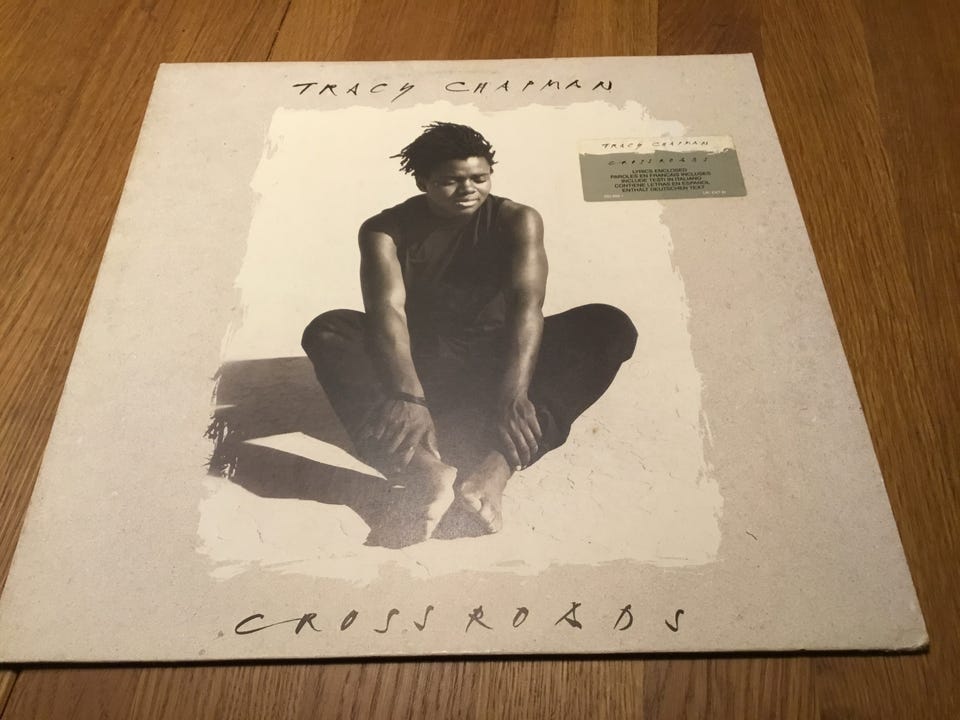 TRACY CHAPMAN
TRACY CHAPMAN
CROSSROADS
LYRICS ENCLOSED
PAROLES EN FRANCAIS INCLUSES
INCLUDE TESTI IN ITALIANO
CONTIENE LETRAS EN ESPAÑOL
ENTHÄLT DEUTSCHEN TEXT
CROSSROADS